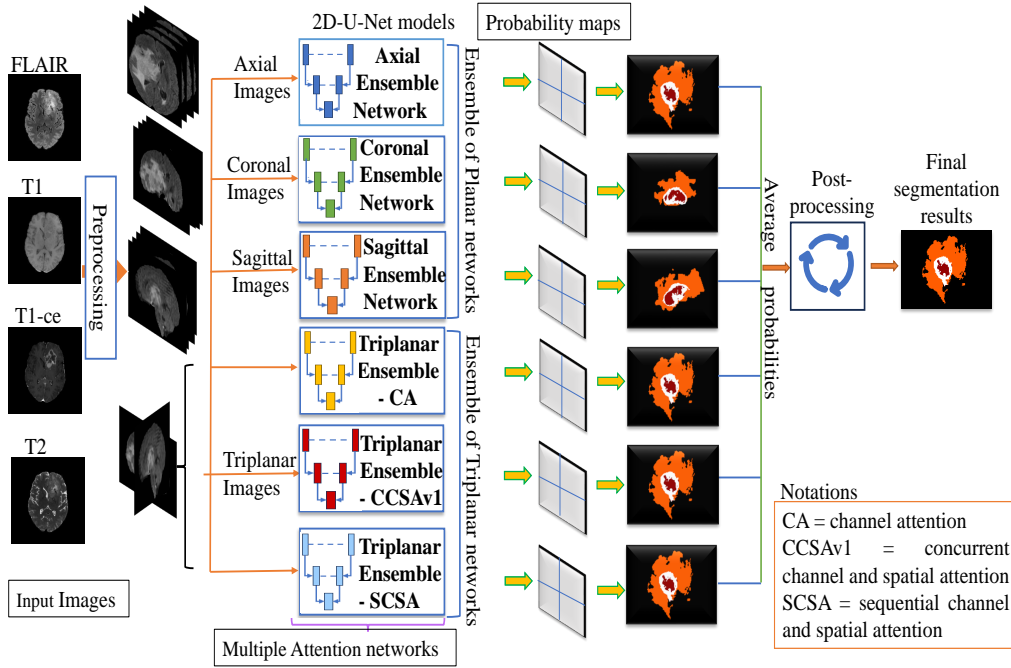 FLAIR
T1
T1-ce
T2
Input Images
Preprocessing
Axial
Images
Coronal
Images
Sagittal
Images
Triplanar
Images
2D-U-Net models
Axial
Ensemble
Network
Coronal
Ensemble
Network
Sagittal
Ensemble
Network
Triplanar
Ensemble
- CA
Triplanar
Ensemble
- CCSAv1
Triplanar
Ensemble
- SCSA
Multiple Attention networks
Ensemble of Planar networks
Ensemble of Triplanar networks
Probability maps
Average probabilities
Post-
processing
Final
segmentation
results
Notations
CA = channel attention
CCSAv1 = concurrent
channel and spatial attention
SCSA = sequential channel
and spatial attention